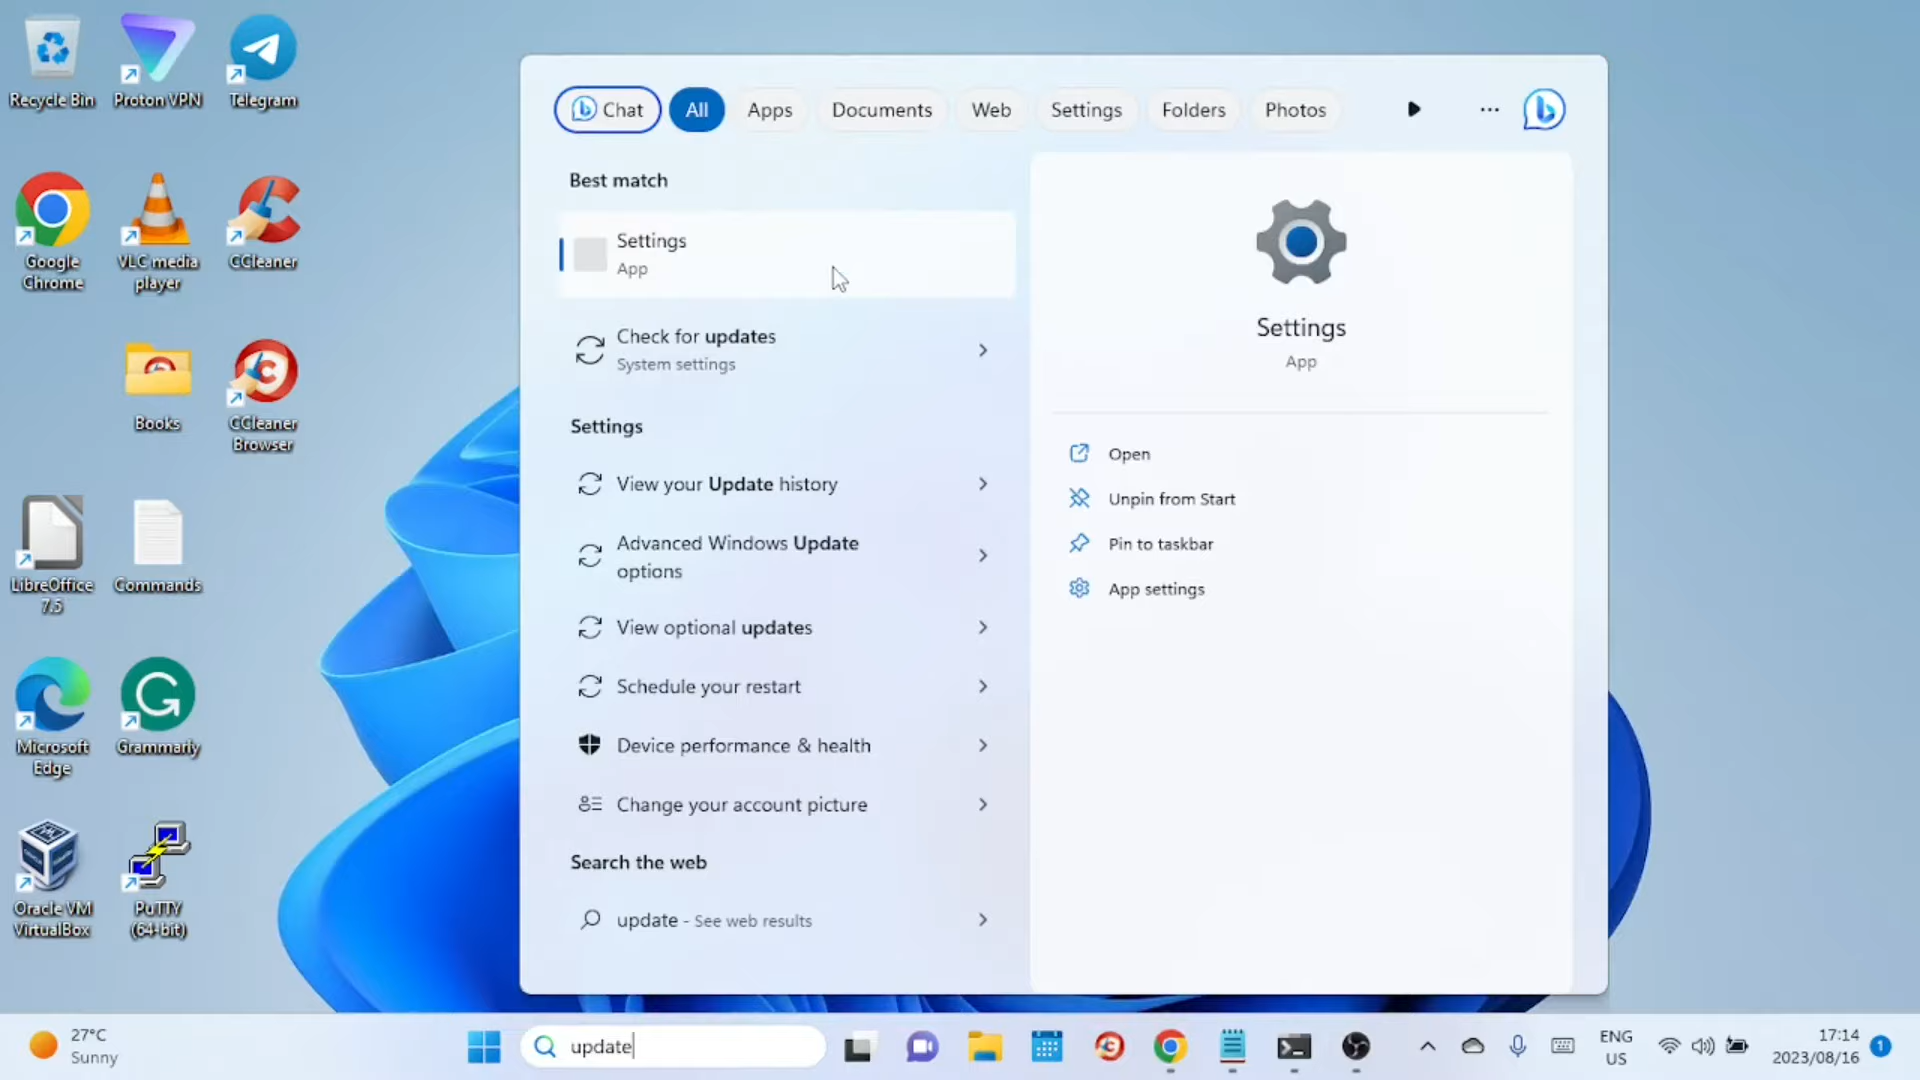 Recycle Bin
Proton VPN
Telegram
Google
Chrome
VLC media
player
CCleaner
Books
CCleaner
Browser
LibreOffice
7.5
Commands
Microsoft
Edge
Grammarly
Oracle VM
VirtualBox
PuTTY
(64-bit)
Chat
All
Apps
Documents
Web
Settings
Folders
Photos
Best match
Settings
App
Check for updates
System settings
Settings
View your Update history
Advanced Windows Update
options
View optional updates
Schedule your restart
Device performance & health
Change your account picture
Search the web
update - See web results
Settings
App
Open
Unpin from Start
Pin to taskbar
App settings
27°C
Sunny
update
ENG
US
17:14
2023/08/16
1